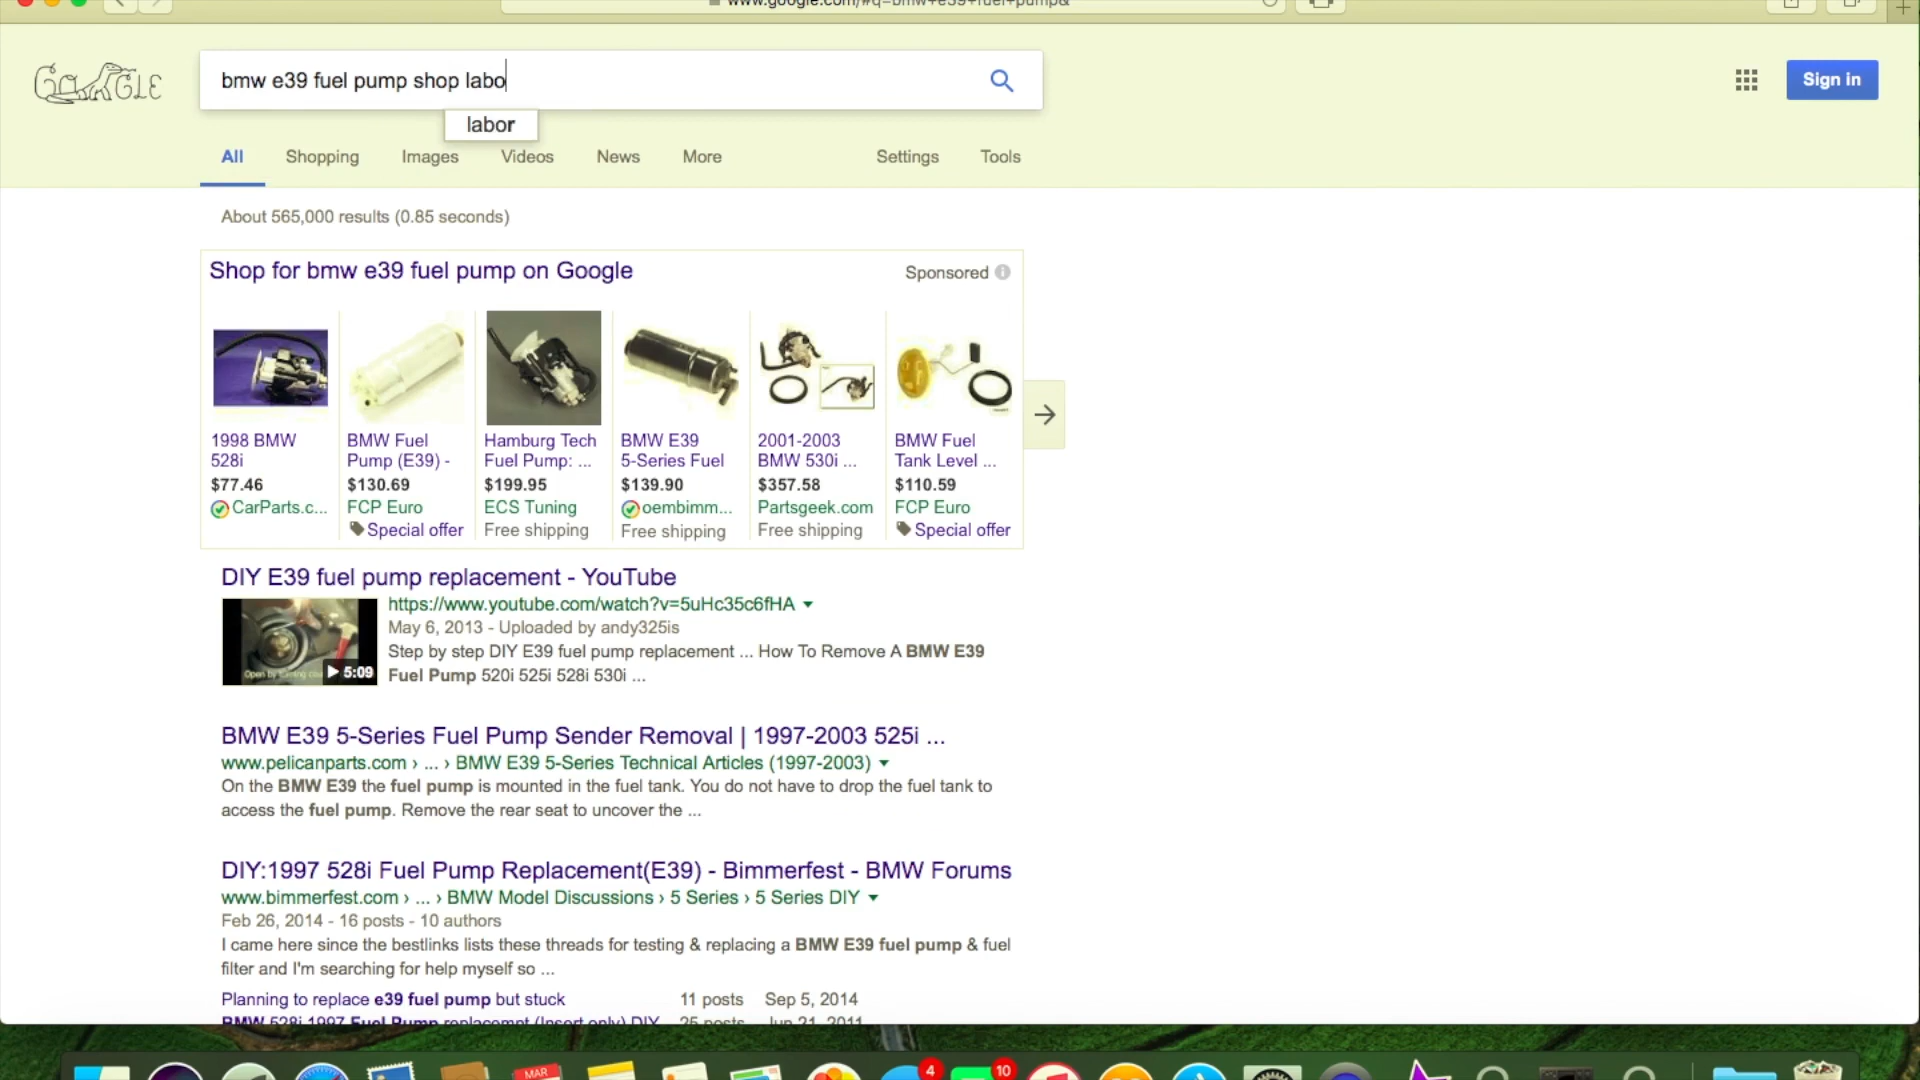 www.google.com/#q=bmw+e39+fuel+pump&
GOOGLE
bmw e39 fuel pump shop labo
Sign in
labor
All Shopping Images Videos News More Settings Tools
About 565,000 results (0.85 seconds)
Shop for bmw e39 fuel pump on Google
Sponsored
1998 BMW
528i
$77.46
CarParts.c...
BMW Fuel
Pump (E39) -
$130.69
FCP Euro
Special offer
Hamburg Tech
Fuel Pump: ...
$199.95
ECS Tuning
Free shipping
BMW E39
5-Series Fuel
$139.90
oembimm...
Free shipping
2001-2003
BMW 530i ...
$357.58
Partsgeek.com
Free shipping
BMW Fuel
Tank Level ...
$110.59
FCP Euro
Special offer
DIY E39 fuel pump replacement - YouTube
https://www.youtube.com/watch?v=5uHc35c6fHA
May 6, 2013 - Uploaded by andy325is
Step by step DIY E39 fuel pump replacement ... How To Remove A BMW E39
Fuel Pump 520i 525i 528i 530i ...
5:09
BMW E39 5-Series Fuel Pump Sender Removal | 1997-2003 525i ...
www.pelicanparts.com › ... › BMW E39 5-Series Technical Articles (1997-2003)
On the BMW E39 the fuel pump is mounted in the fuel tank. You do not have to drop the fuel tank to
access the fuel pump. Remove the rear seat to uncover the ...
DIY:1997 528i Fuel Pump Replacement(E39) - Bimmerfest - BMW Forums
www.bimmerfest.com › ... › BMW Model Discussions › 5 Series › 5 Series DIY
Feb 26, 2014 - 16 posts - 10 authors
I came here since the bestlinks lists these threads for testing & replacing a BMW E39 fuel pump & fuel
filter and I'm searching for help myself so ...
Planning to replace e39 fuel pump but stuck 11 posts Sep 5, 2014
BMW 528i 1997 Fuel Pump replacemnt (Insert only) DIY 25 posts Jun 21, 2011
MAR
4
10